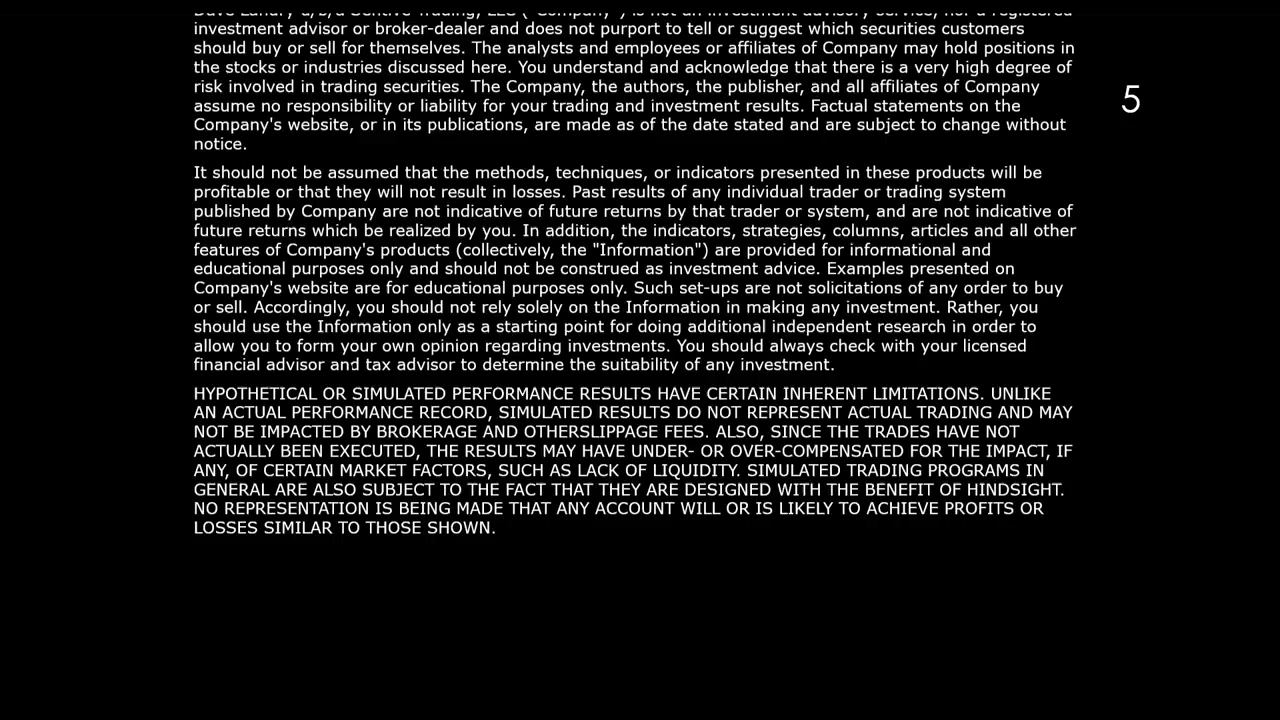 investment advisor or broker-dealer and does not purport to tell or suggest which securities customers
should buy or sell for themselves. The analysts and employees or affiliates of Company may hold positions in
the stocks or industries discussed here. You understand and acknowledge that there is a very high degree of
risk involved in trading securities. The Company, the authors, the publisher, and all affiliates of Company
assume no responsibility or liability for your trading and investment results. Factual statements on the
Company's website, or in its publications, are made as of the date stated and are subject to change without
notice.
5
It should not be assumed that the methods, techniques, or indicators presented in these products will be
profitable or that they will not result in losses. Past results of any individual trader or trading system
published by Company are not indicative of future returns by that trader or system, and are not indicative of
future returns which be realized by you. In addition, the indicators, strategies, columns, articles and all other
features of Company's products (collectively, the "Information") are provided for informational and
educational purposes only and should not be construed as investment advice. Examples presented on
Company's website are for educational purposes only. Such set-ups are not solicitations of any order to buy
or sell. Accordingly, you should not rely solely on the Information in making any investment. Rather, you
should use the Information only as a starting point for doing additional independent research in order to
allow you to form your own opinion regarding investments. You should always check with your licensed
financial advisor and tax advisor to determine the suitability of any investment.
HYPOTHETICAL OR SIMULATED PERFORMANCE RESULTS HAVE CERTAIN INHERENT LIMITATIONS. UNLIKE
AN ACTUAL PERFORMANCE RECORD, SIMULATED RESULTS DO NOT REPRESENT ACTUAL TRADING AND MAY
NOT BE IMPACTED BY BROKERAGE AND OTHERSLIPPAGE FEES. ALSO, SINCE THE TRADES HAVE NOT
ACTUALLY BEEN EXECUTED, THE RESULTS MAY HAVE UNDER- OR OVER-COMPENSATED FOR THE IMPACT, IF
ANY, OF CERTAIN MARKET FACTORS, SUCH AS LACK OF LIQUIDITY. SIMULATED TRADING PROGRAMS IN
GENERAL ARE ALSO SUBJECT TO THE FACT THAT THEY ARE DESIGNED WITH THE BENEFIT OF HINDSIGHT.
NO REPRESENTATION IS BEING MADE THAT ANY ACCOUNT WILL OR IS LIKELY TO ACHIEVE PROFITS OR
LOSSES SIMILAR TO THOSE SHOWN.